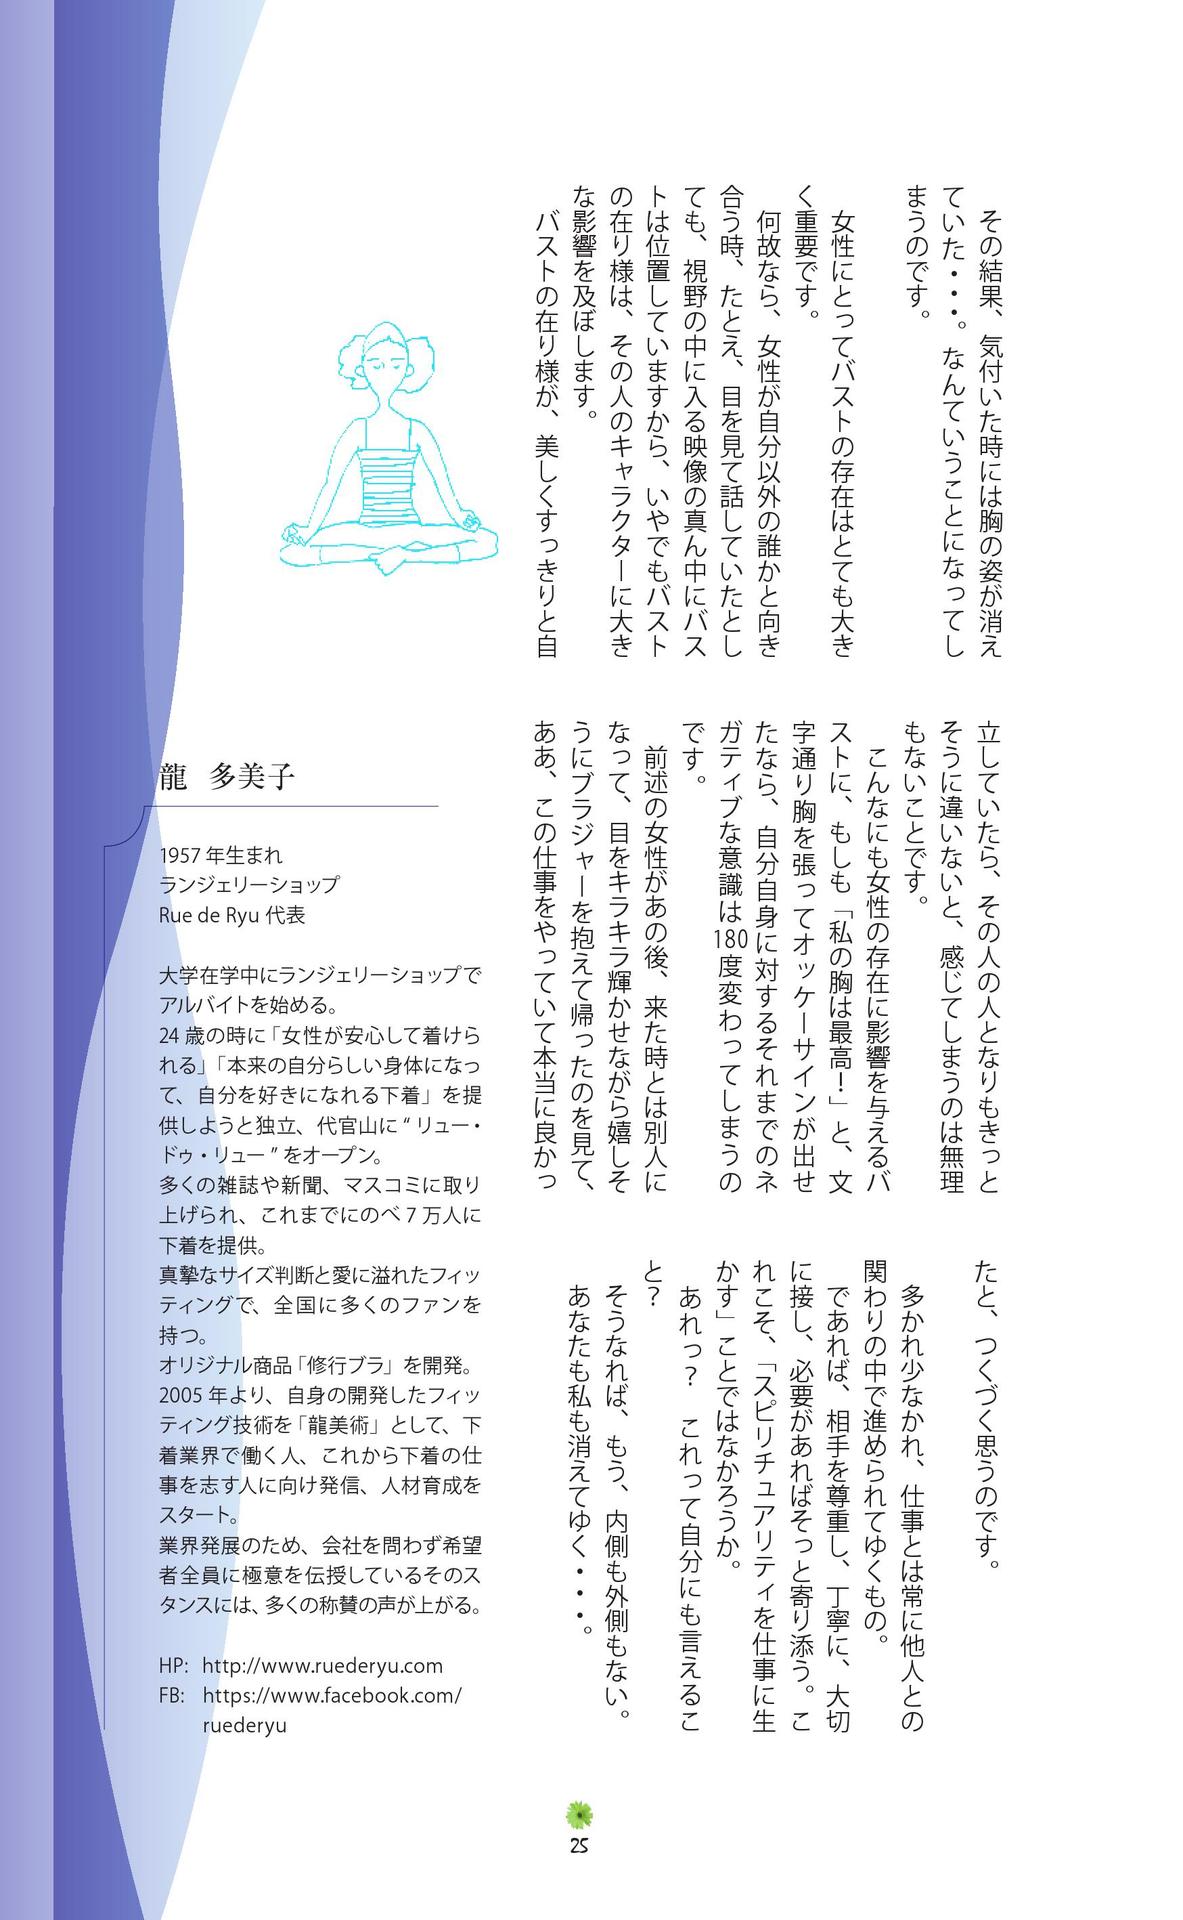 その結果、気付いた時には胸の姿が消え
ていた・・・。なんていうことになってし
まうのです。
女性にとってバストの存在はとても大き
く重要です。
何故なら、女性が自分以外の誰かと向き
合う時、たとえ、目を見て話していたとし
ても、視野の中に入る映像の真ん中にバス
トは位置していますから、いやでもバスト
の在り様は、その人のキャラクターに大き
な影響を及ぼします。
バストの在り様が、美しくすっきりと自
立していたら、その人の人となりもきっと
そうに違いないと、感じてしまうのは無理
もないことです。
こんなにも女性の存在に影響を与えるバ
ストに、もしも「私の胸は最高！」と、文
字通り胸を張ってオッケーサインが出せ
たなら、自分自身に対するそれまでのネ
ガティブな意識は180度変わってしまうの
です。
前述の女性があの後、来た時とは別人に
なって、目をキラキラ輝かせながら嬉しそ
うにブラジャーを抱えて帰ったのを見て、
ああ、この仕事をやっていて本当に良かっ
たと、つくづく思うのです。
多かれ少なかれ、仕事とは常に他人との
関わりの中で進められてゆくもの。
であれば、相手を尊重し、丁寧に、大切
に接し、必要があればそっと寄り添う。こ
れこそ、「スピリチュアリティを仕事に生
かす」ことではなかろうか。
あれっ？　これって自分にも言えるこ
と？
そうなれば、もう、内側も外側もない。
あなたも私も消えてゆく・・・。
龍　多美子
1957 年生まれ
ランジェリーショップ
Rue de Ryu 代表
大学在学中にランジェリーショップで
アルバイトを始める。
24 歳の時に「女性が安心して着けら
れる」「本来の自分らしい身体になっ
て、自分を好きになれる下着」を提
供しようと独立、代官山に “ リュー・
ドゥ・リュー ” をオープン。
多くの雑誌や新聞、マスコミに取り
上げられ、これまでにのべ 7 万人に
下着を提供。
真摯なサイズ判断と愛に溢れたフィッ
ティングで、全国に多くのファンを
持つ。
オリジナル商品「修行ブラ」を開発。
2005 年より、自身の開発したフィッ
ティング技術を「龍美術」として、下
着業界で働く人、これから下着の仕
事を志す人に向け発信、人材育成を
スタート。
業界発展のため、会社を問わず希望
者全員に極意を伝授しているそのス
タンスには、多くの称賛の声が上がる。
HP: http://www.ruederyu.com
FB: https://www.facebook.com/
ruederyu
25